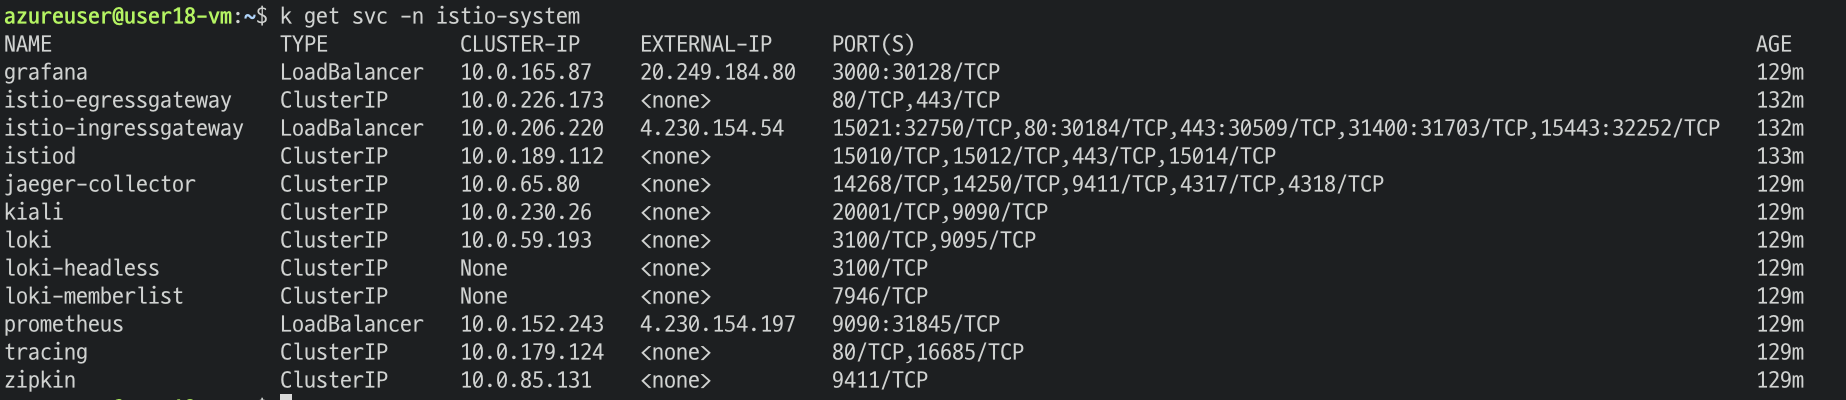 azureuser@user18-vm:~$ k get svc -n istio-system
NAME TYPE CLUSTER-IP EXTERNAL-IP PORT(S) AGE
grafana LoadBalancer 10.0.165.87 20.249.184.80 3000:30128/TCP 129m
istio-egressgateway ClusterIP 10.0.226.173 <none> 80/TCP,443/TCP 132m
istio-ingressgateway LoadBalancer 10.0.206.220 4.230.154.54 15021:32750/TCP,80:30184/TCP,443:30509/TCP,31400:31703/TCP,15443:32252/TCP 132m
istiod ClusterIP 10.0.189.112 <none> 15010/TCP,15012/TCP,443/TCP,15014/TCP 133m
jaeger-collector ClusterIP 10.0.65.80 <none> 14268/TCP,14250/TCP,9411/TCP,4317/TCP,4318/TCP 129m
kiali ClusterIP 10.0.230.26 <none> 20001/TCP,9090/TCP 129m
loki ClusterIP 10.0.59.193 <none> 3100/TCP,9095/TCP 129m
loki-headless ClusterIP None <none> 3100/TCP 129m
loki-memberlist ClusterIP None <none> 7946/TCP 129m
prometheus LoadBalancer 10.0.152.243 4.230.154.197 9090:31845/TCP 129m
tracing ClusterIP 10.0.179.124 <none> 80/TCP,16685/TCP 129m
zipkin ClusterIP 10.0.85.131 <none> 9411/TCP 129m